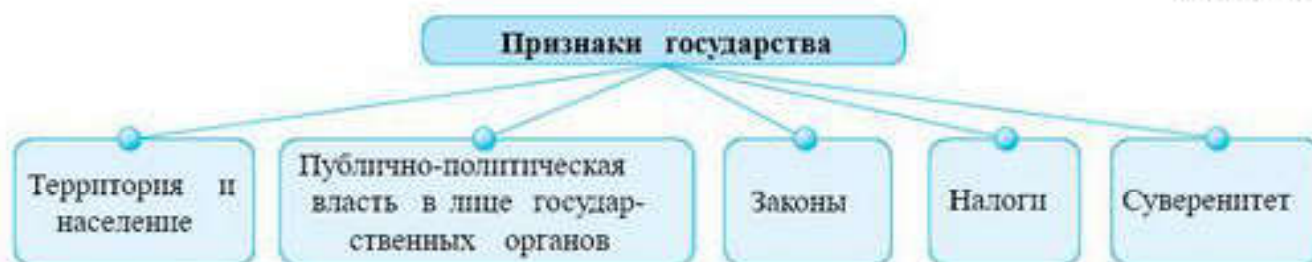 Признаки государства
Территория и
население
Публично-политическая
власть в лице государ-
ственных органов
Законы
Налоги
Суверенитет